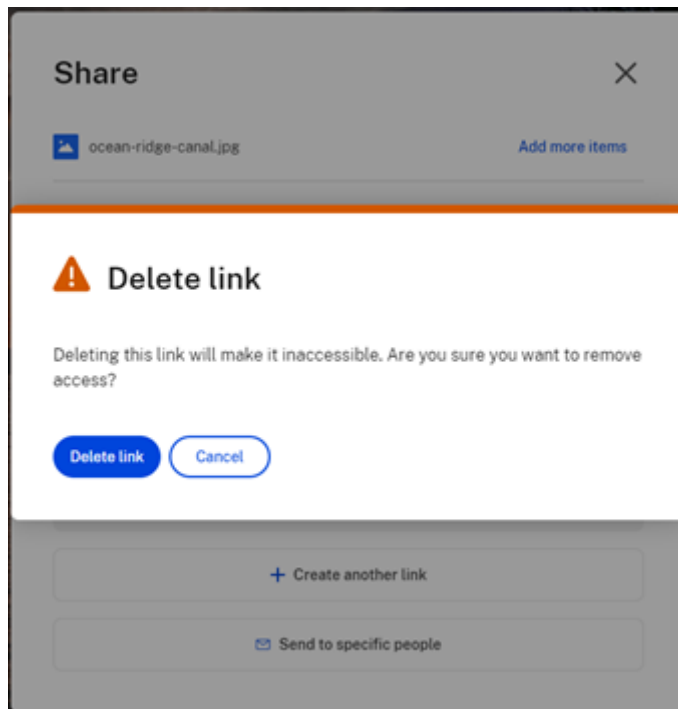 Share
ocean-ridge-canal.jpg Add more items
Delete link
Deleting this link will make it inaccessible. Are you sure you want to remove
access?
Delete link Cancel
+ Create another link
Send to specific people